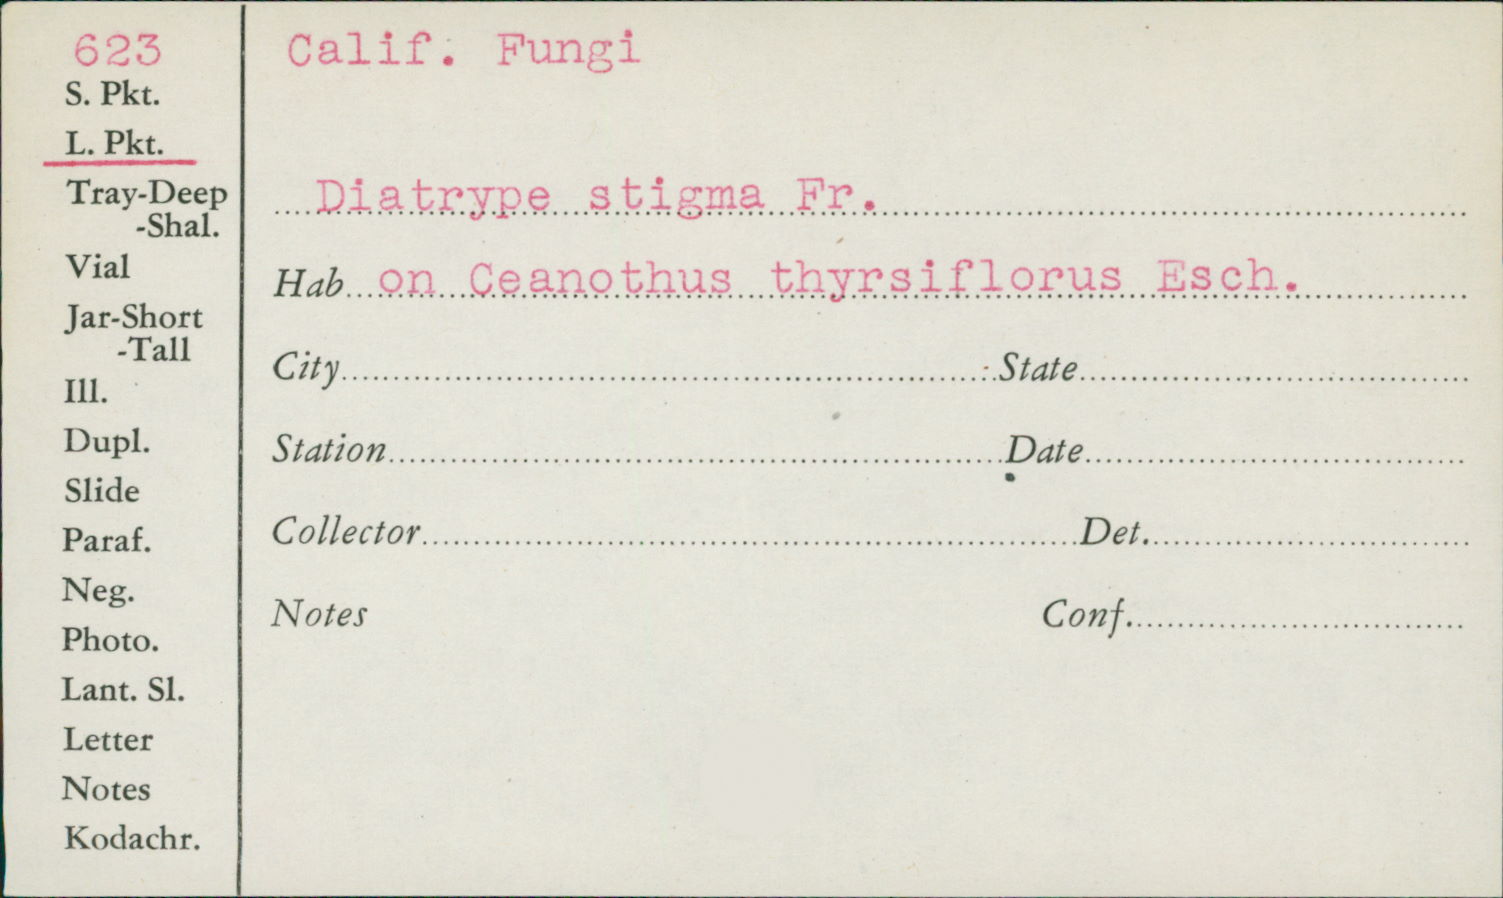 623
S. Pkt.
L. Pkt.
Tray-Deep
-Shal.
Vial
Jar-Short
-Tall
Ill.
Dupl.
Slide
Paraf.
Neg.
Photo.
Lant. Sl.
Letter
Notes
Kodachr.
Calif. Fungi
Diatrype stigma Fr.
Hab. on Ceanothus thyrsiflorus Esch.
City State
Station Date
Collector Det.
Notes Conf.